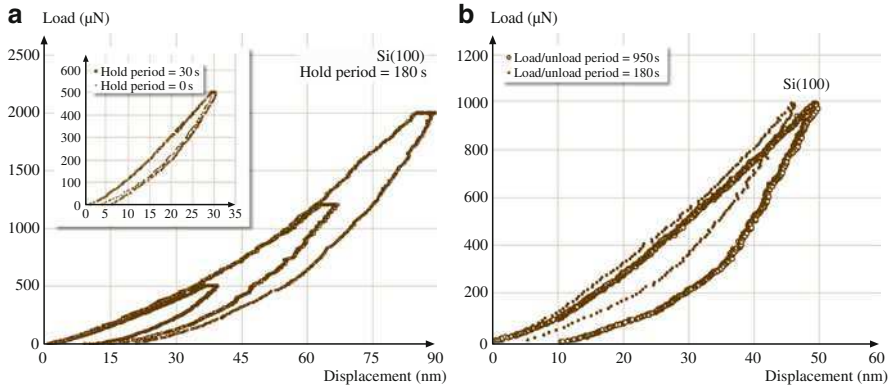 a
Load (µN)
2500
2000
1500
1000
500
0
0 15 30 45 60 75 90
Displacement (nm)
Si(100)
Hold period = 180 s
600
500
400
300
200
100
0
0 5 10 15 20 25 30 35
Hold period = 30 s
Hold period = 0 s
b
Load (µN)
1200
1000
800
600
400
200
0
0 10 20 30 40 50 60
Displacement (nm)
Load/unload period = 950 s
Load/unload period = 180 s
Si(100)